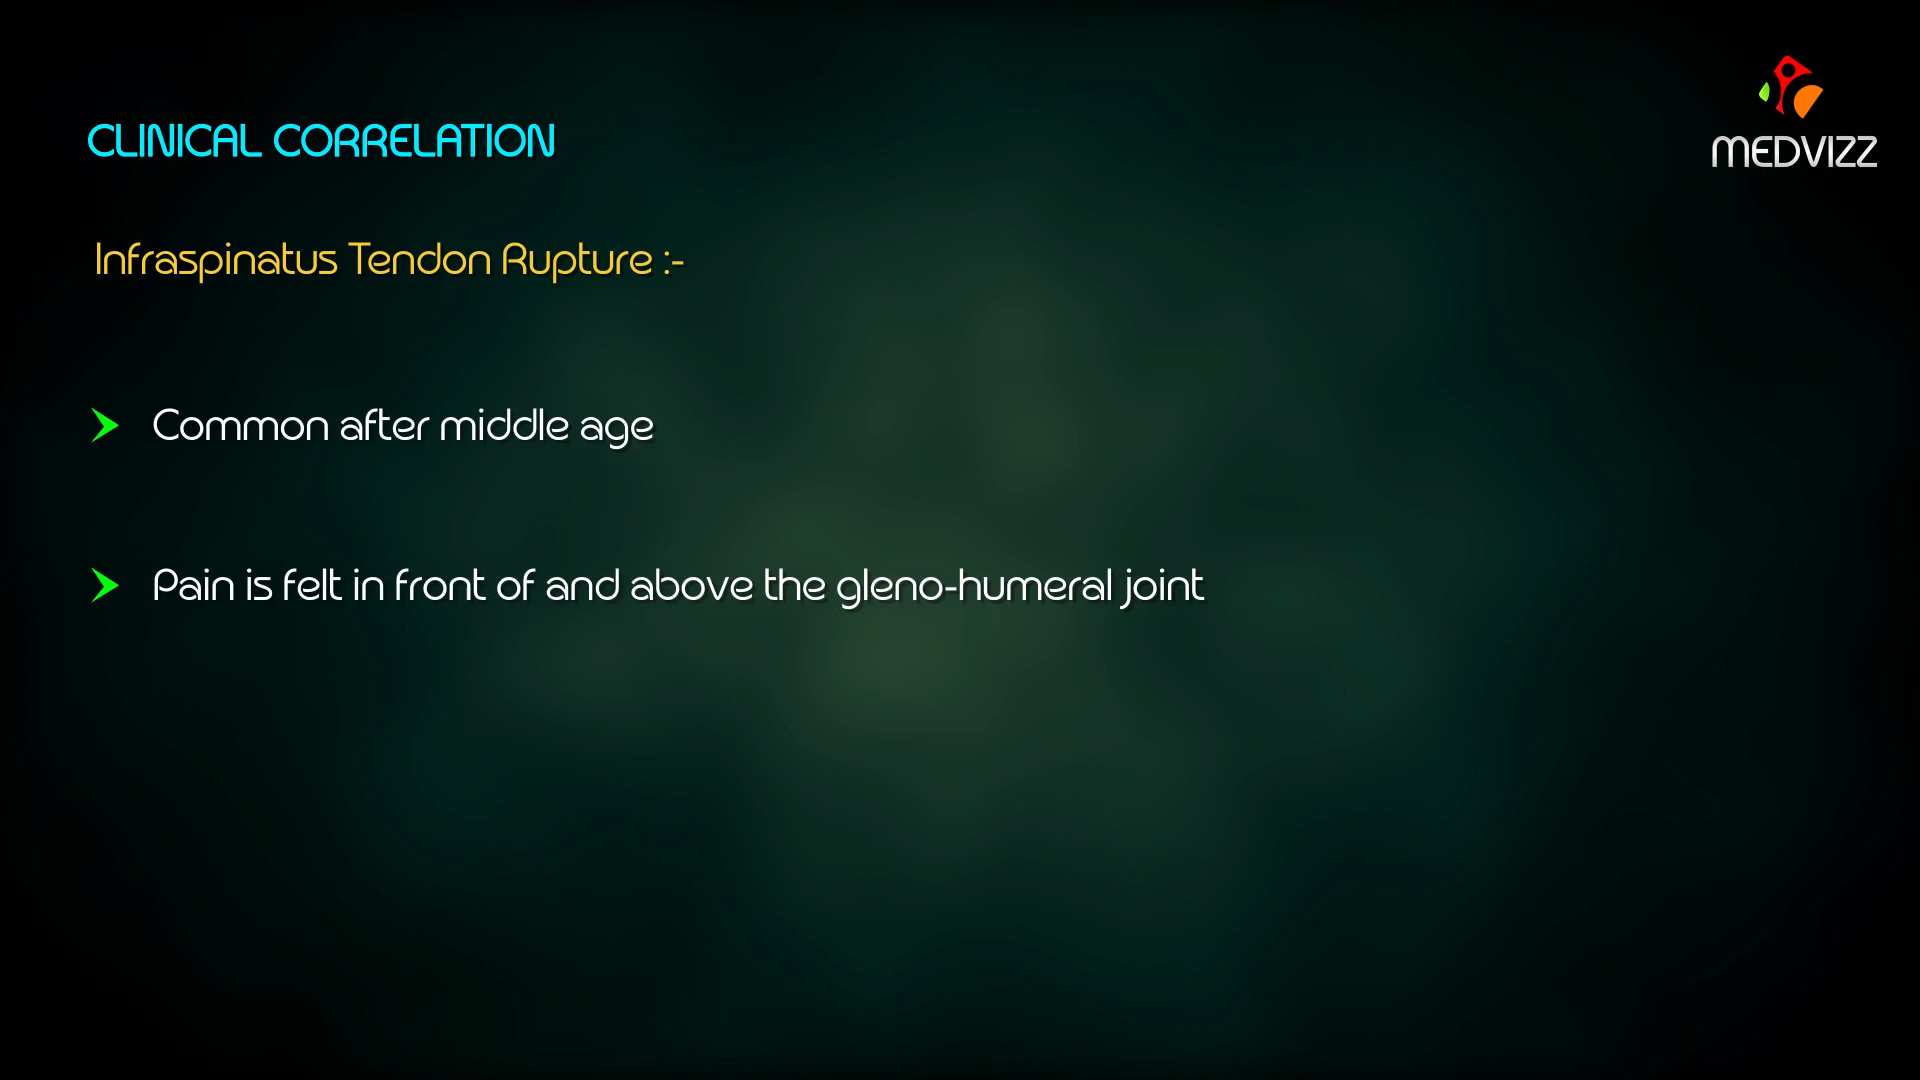 MEDVIZZ
CLINICAL CORRELATION
Infraspinatus Tendon Rupture :-
Common after middle age
Pain is felt in front of and above the gleno-humeral joint